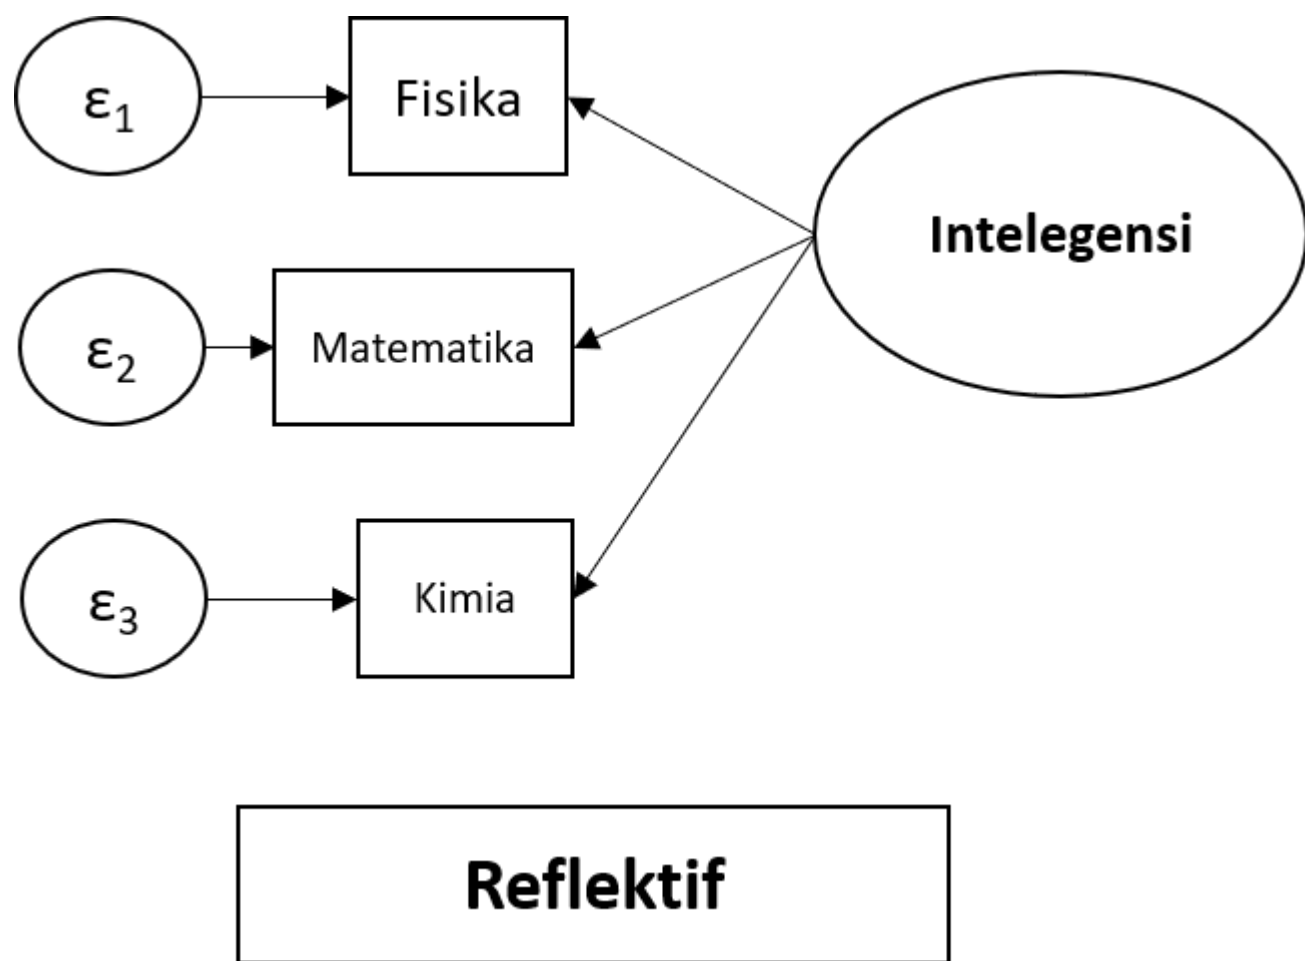 ε₁
Fisika
Intelegensi
ε₂
Matematika
ε₃
Kimia
Reflektif